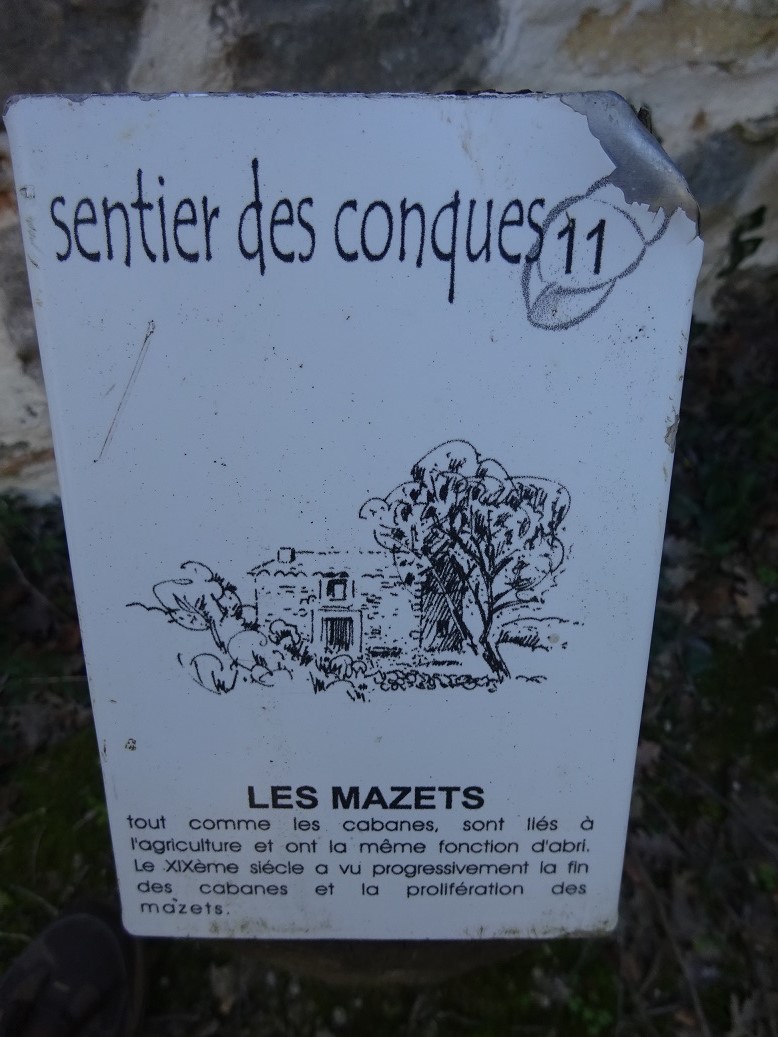 sentier des conques 11
LES MAZETS
tout comme les cabanes, sont liés à
l'agriculture et ont la même fonction d'abri.
Le XIXème siécle a vu progressivement la fin
des cabanes et la prolifération des
mazets.